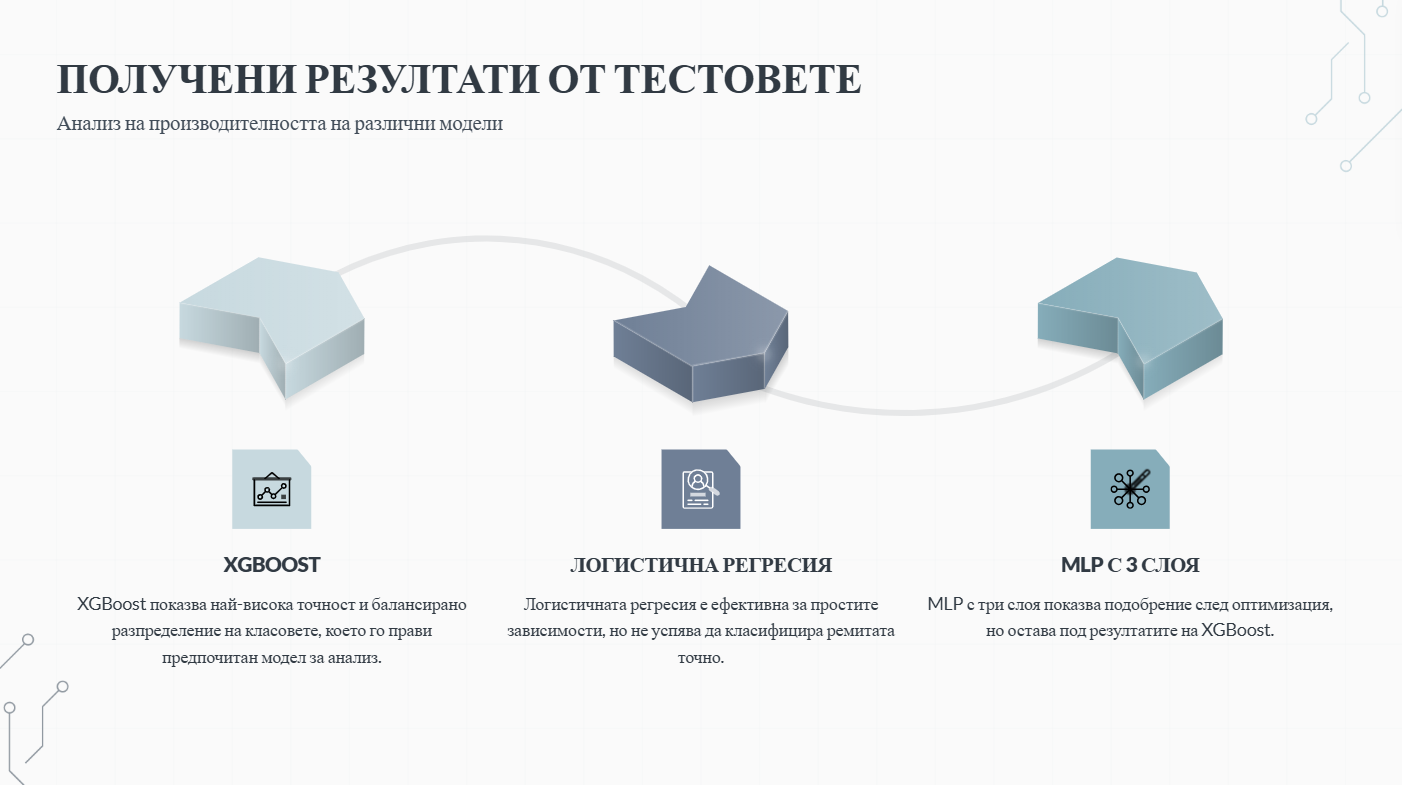 ПОЛУЧЕНИ РЕЗУЛТАТИ ОТ ТЕСТОВЕТЕ
Анализ на производителността на различни модели
XGBOOST
XGBoost показва най-висока точност и балансирано
разпределение на класовете, което го прави
предпочитан модел за анализ.
ЛОГИСТИЧНА РЕГРЕСИЯ
Логистичната регресия е ефективна за простите
зависимости, но не успява да класифицира ремитата
точно.
MLP С 3 СЛОЯ
MLP с три слоя показва подобрение след оптимизация,
но остава под резултатите на XGBoost.